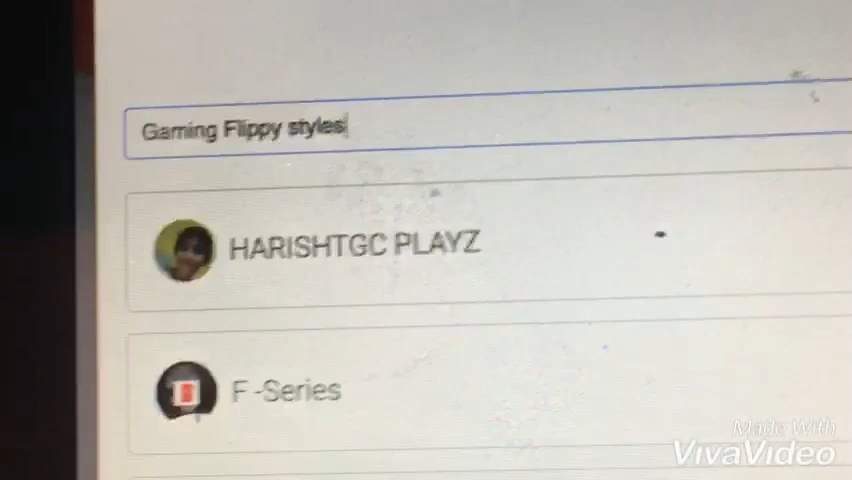 Gaming Flippy styles
HARISHTGC PLAYZ
F -Series
Made With
VivaVideo